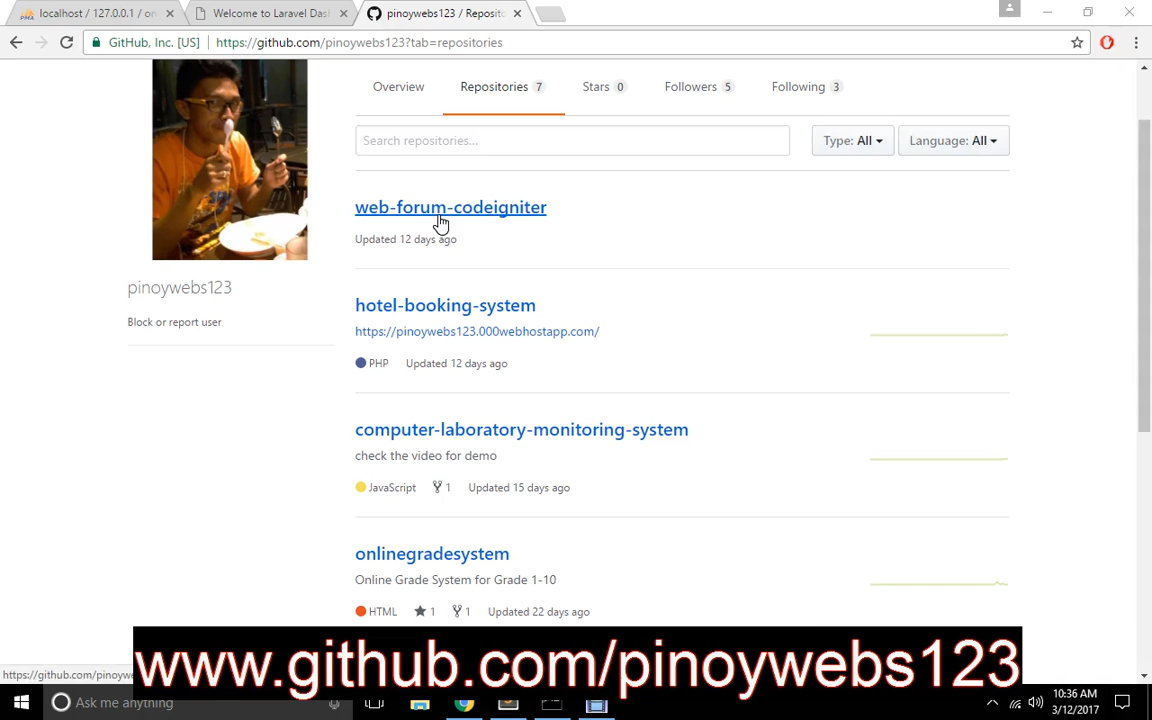 localhost / 127.0.0.1 / on
Welcome to Laravel Das
pinoywebs123 / Reposito
GitHub, Inc. [US]
https://github.com/pinoywebs123?tab=repositories
Overview
Repositories 7
Stars 0
Followers 5
Following 3
Search repositories...
Type: All
Language: All
web-forum-codeigniter
Updated 12 days ago
pinoywebs123
Block or report user
hotel-booking-system
https://pinoywebs123.000webhostapp.com/
PHP
Updated 12 days ago
computer-laboratory-monitoring-system
check the video for demo
JavaScript
1
Updated 15 days ago
onlinegradesystem
Online Grade System for Grade 1-10
HTML
1
1
Updated 22 days ago
www.github.com/pinoywebs123
https://github.com/pinoyw
Ask me anything
10:36 AM
3/12/2017